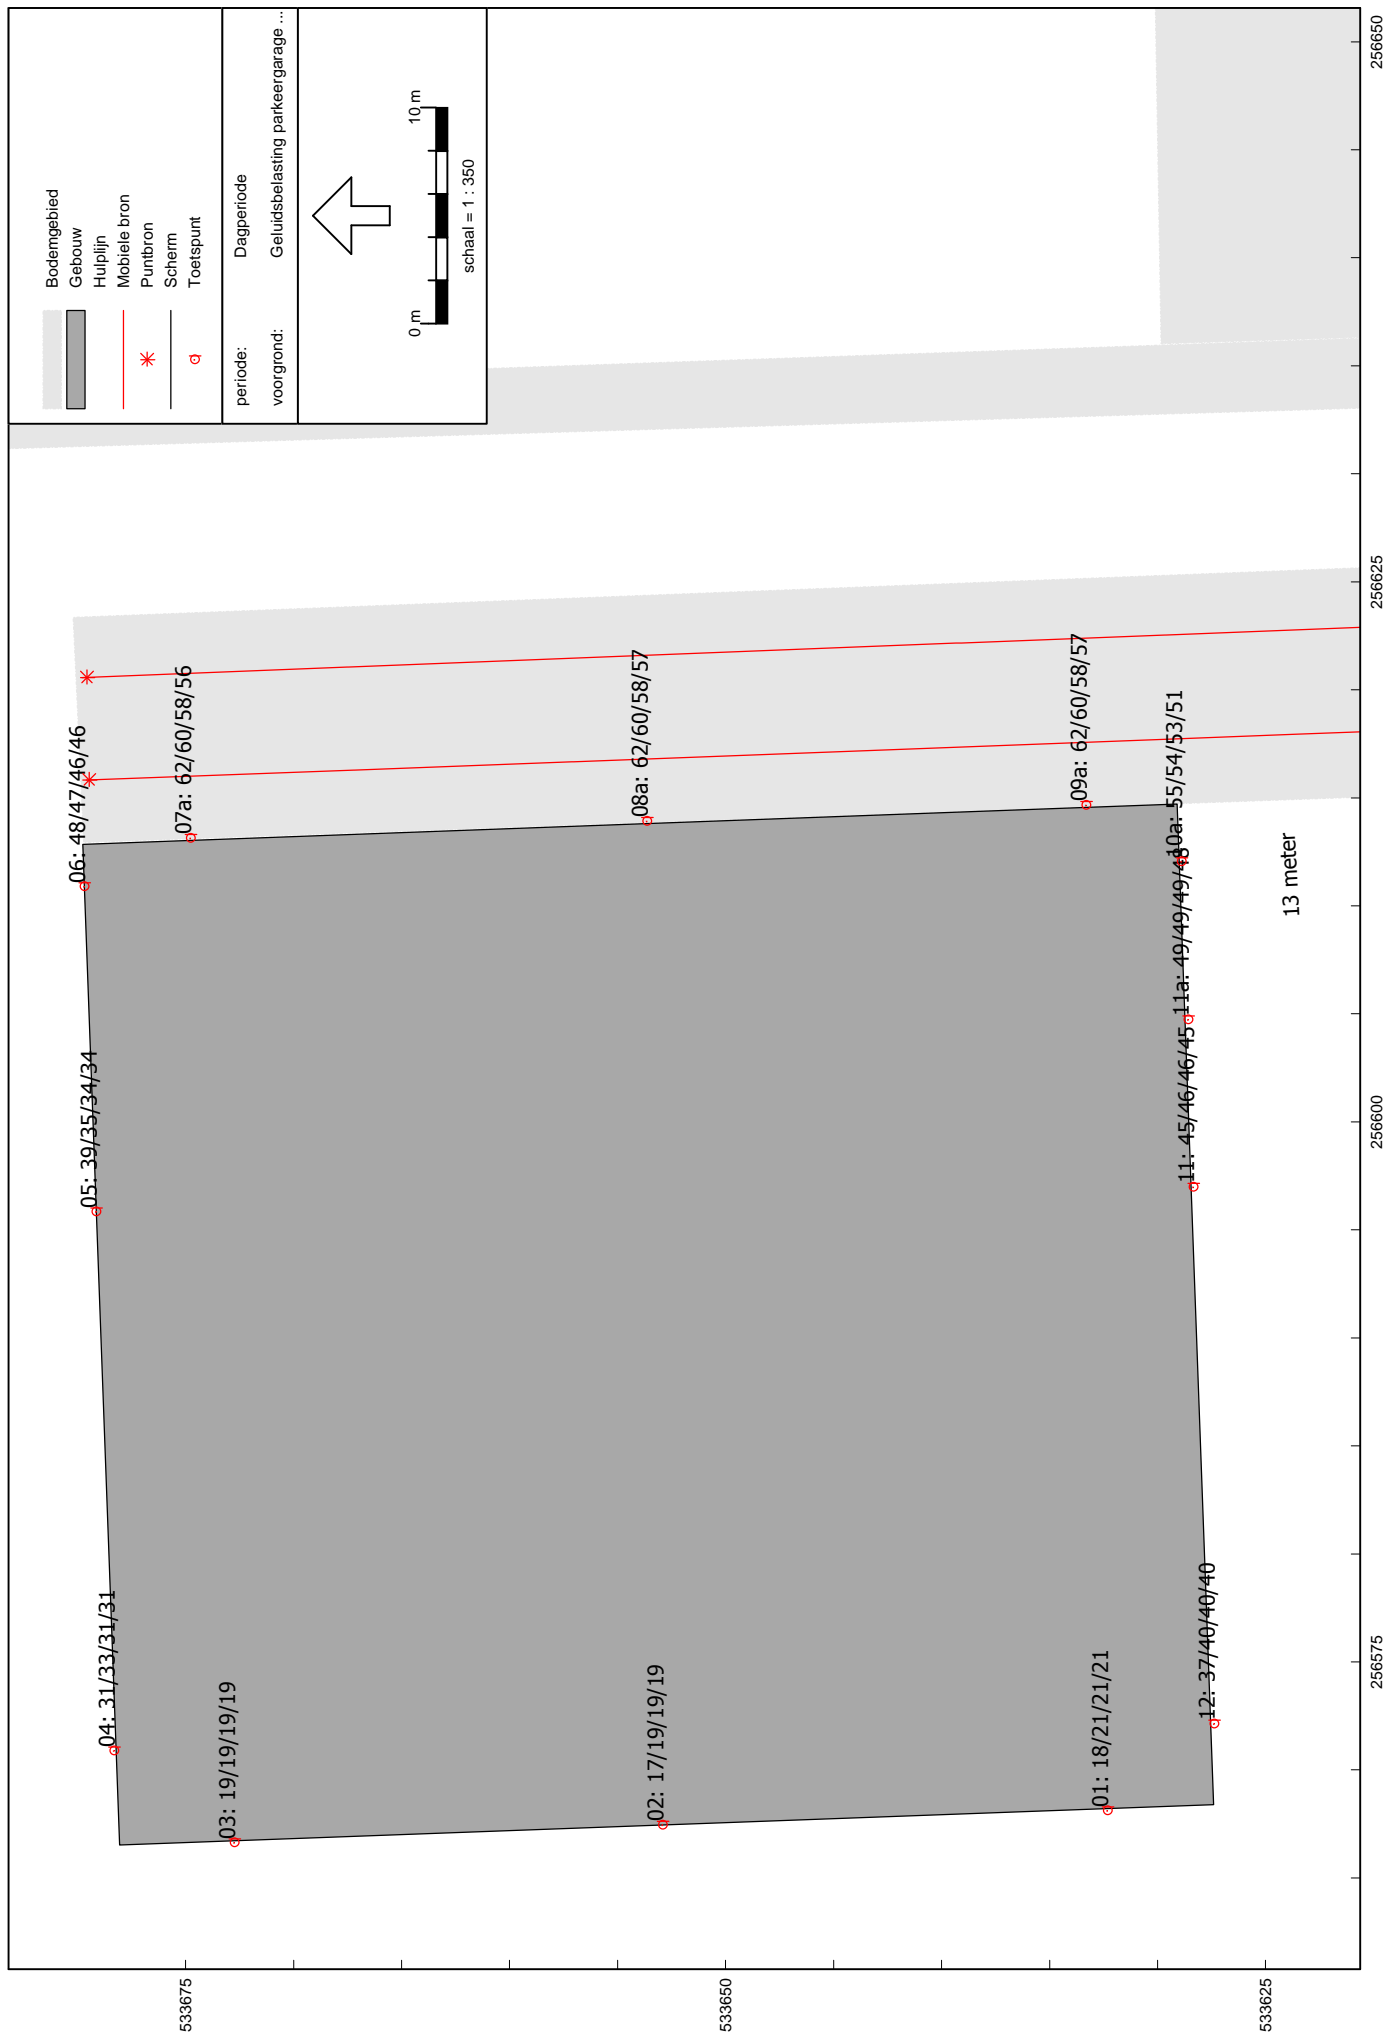 Bodemgebied
Gebouw
Hulplijn
Mobiele bron
Puntbron
Scherm
Toetspunt
periode: Dagperiode
voorgrond: Geluidsbelasting parkeergarage ...
0 m 10 m
schaal = 1 : 350
06: 48/47/46/46
07a: 62/60/58/56
08a: 62/60/58/57
09a: 62/60/58/57
10a: 55/54/53/51
11a: 49/49/49/48
11: 45/46/46/45
12: 37/40/40/40
05: 39/35/34/34
04: 31/33/31/31
03: 19/19/19/19
02: 17/19/19/19
01: 18/21/21/21
13 meter
533675
533650
533625
256575
256600
256625
256650